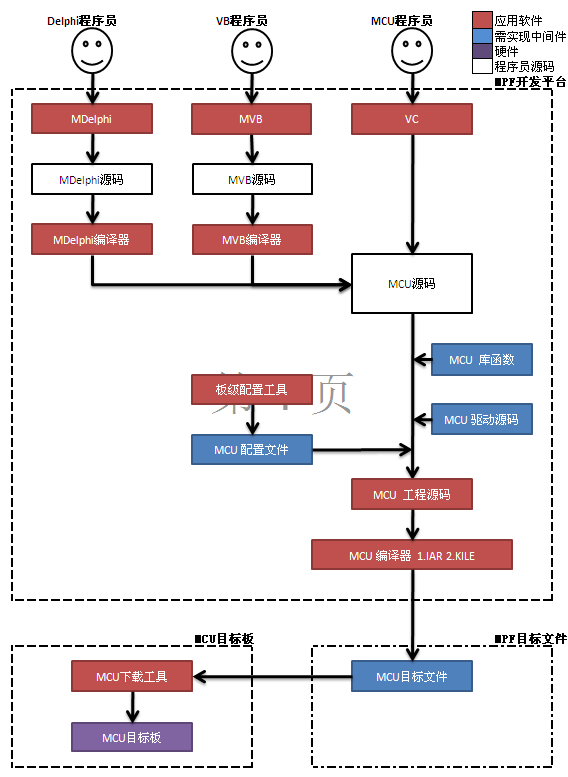 Delphi程序员
VB程序员
MCU程序员
应用软件
需实现中间件
硬件
程序员源码
MPF开发平台
MDelphi
MVB
VC
MDelphi源码
MVB源码
MDelphi编译器
MVB编译器
MCU源码
MCU 库函数
第 1 页
板级配置工具
MCU 驱动源码
MCU 配置文件
MCU 工程源码
MCU 编译器 1.IAR 2.KILE
MCU目标板
MPF目标文件
MCU下载工具
MCU目标文件
MCU目标板